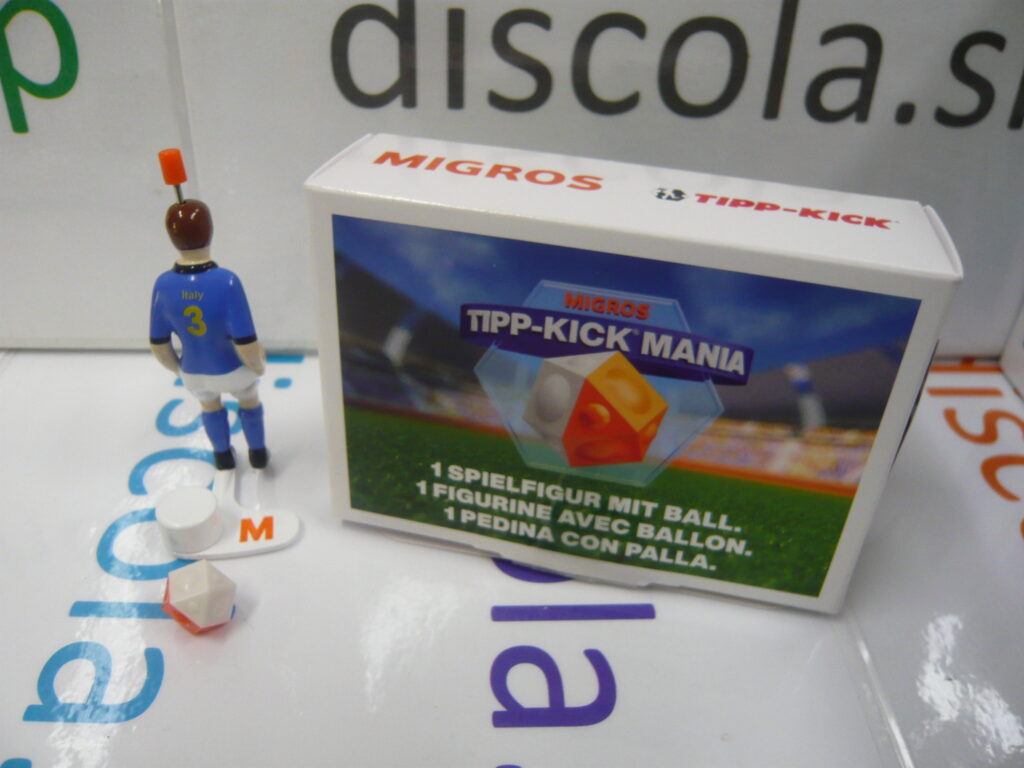 p
discola.s
MIGROS TIPP-KICK
MIGROS
TIPP-KICK® MANIA
1 SPIELFIGUR MIT BALL.
1 FIGURINE AVEC BALLON.
1 PEDINA CON PALLA.
Italy
3
M